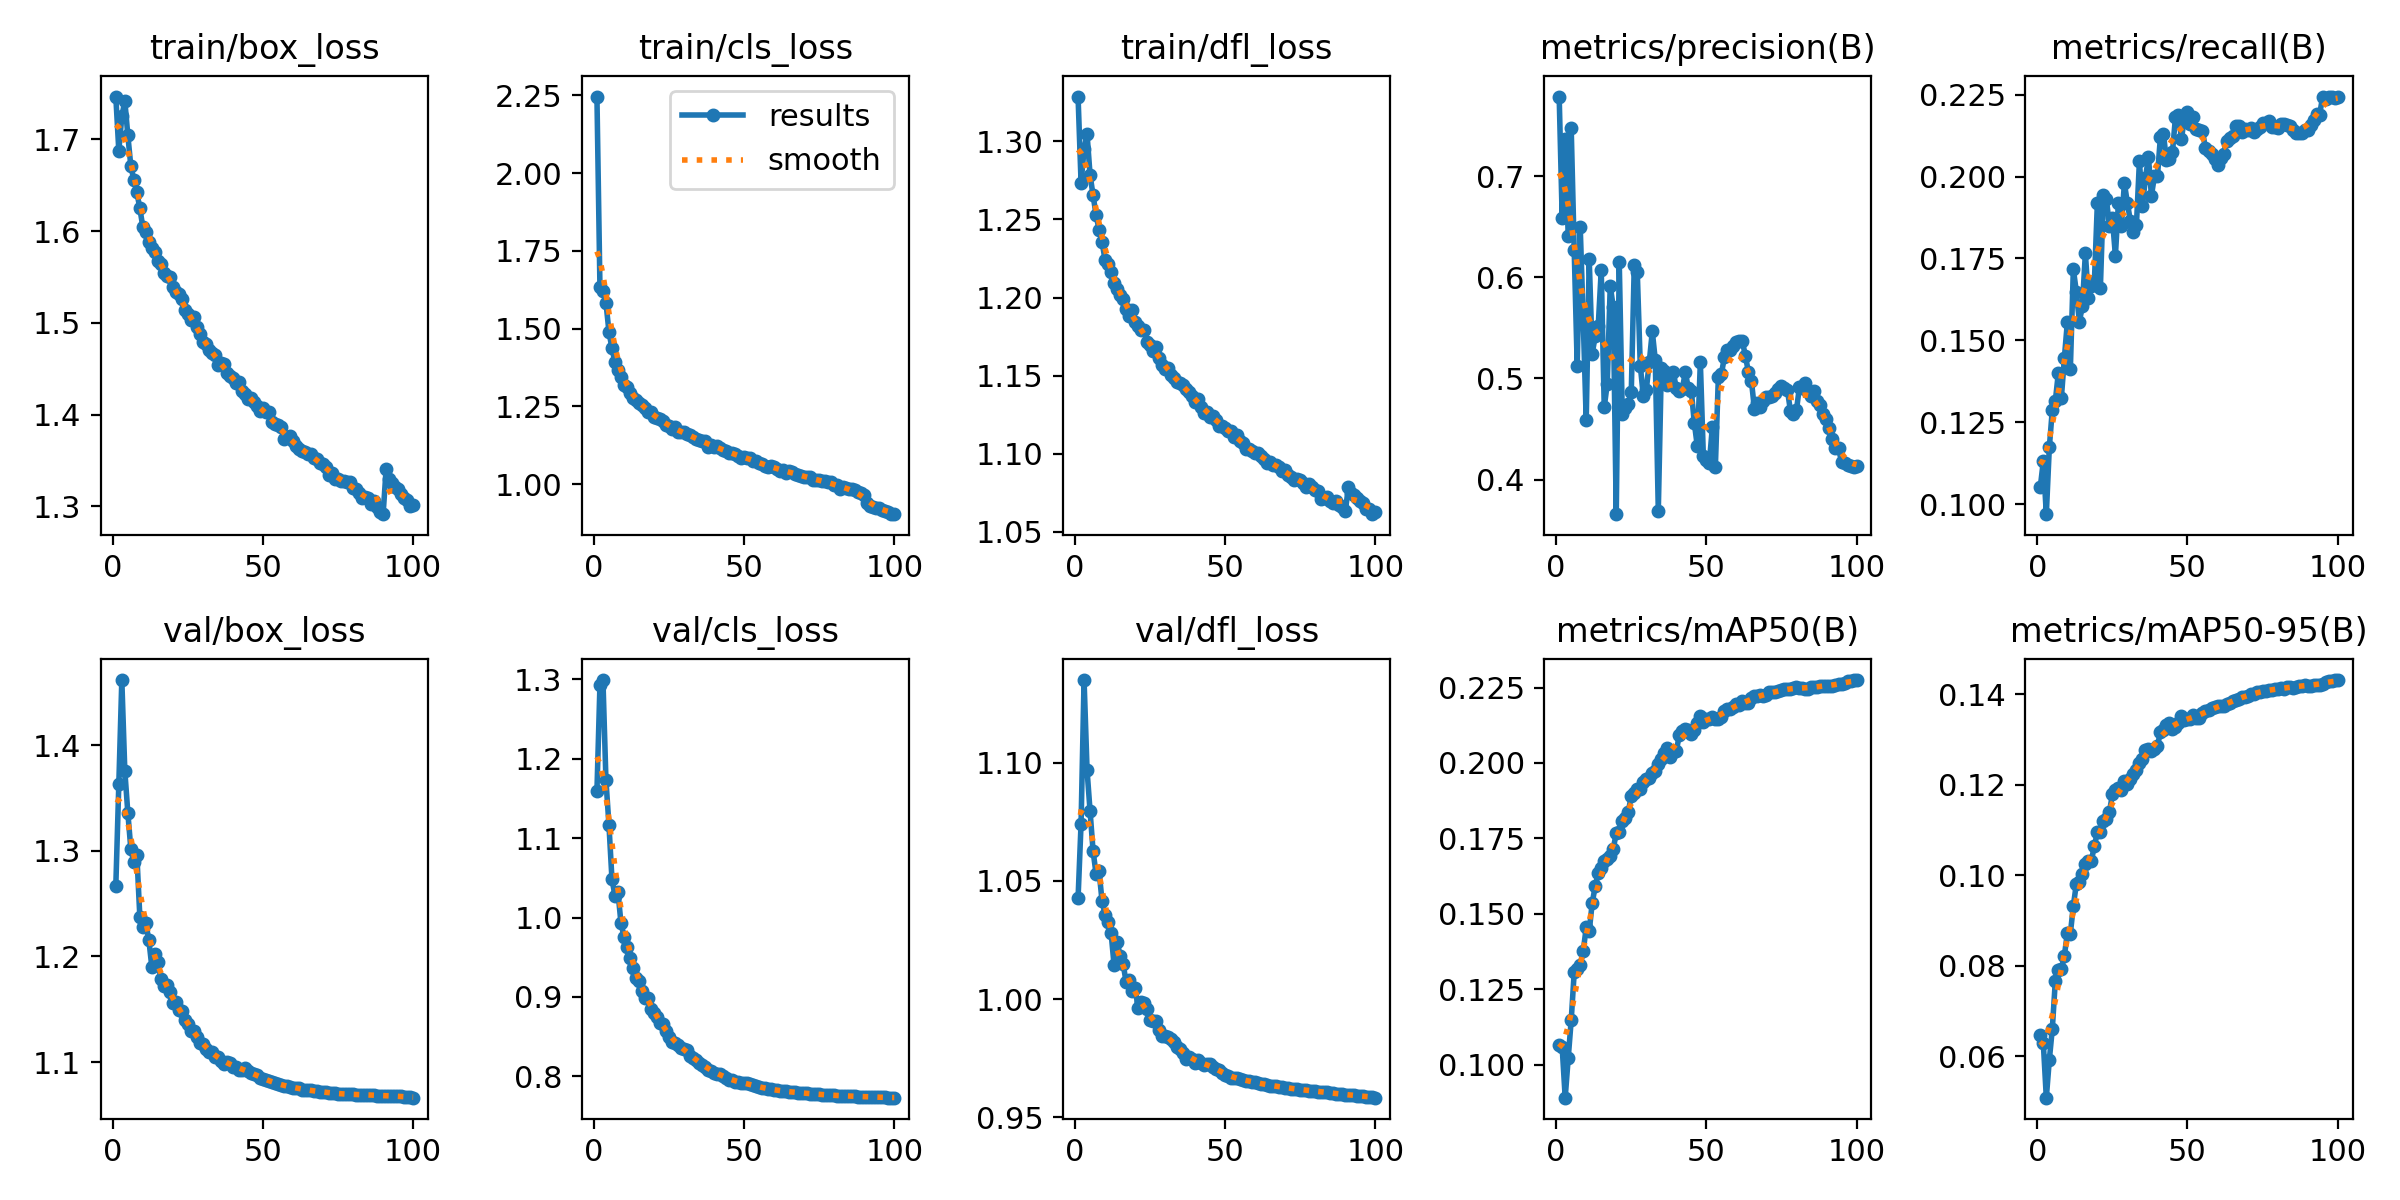 train/box_loss
1.7
1.6
1.5
1.4
1.3
0 50 100
train/cls_loss
results
smooth
2.25
2.00
1.75
1.50
1.25
1.00
0 50 100
train/dfl_loss
1.30
1.25
1.20
1.15
1.10
1.05
0 50 100
metrics/precision(B)
0.7
0.6
0.5
0.4
0 50 100
metrics/recall(B)
0.225
0.200
0.175
0.150
0.125
0.100
0 50 100
val/box_loss
1.4
1.3
1.2
1.1
0 50 100
val/cls_loss
1.3
1.2
1.1
1.0
0.9
0.8
0 50 100
val/dfl_loss
1.10
1.05
1.00
0.95
0 50 100
metrics/mAP50(B)
0.225
0.200
0.175
0.150
0.125
0.100
0 50 100
metrics/mAP50-95(B)
0.14
0.12
0.10
0.08
0.06
0 50 100